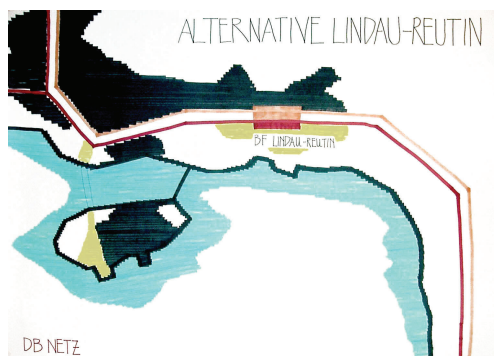 ALTERNATIVE LINDAU-REUTIN
BF LINDAU-REUTIN
DB NETZ